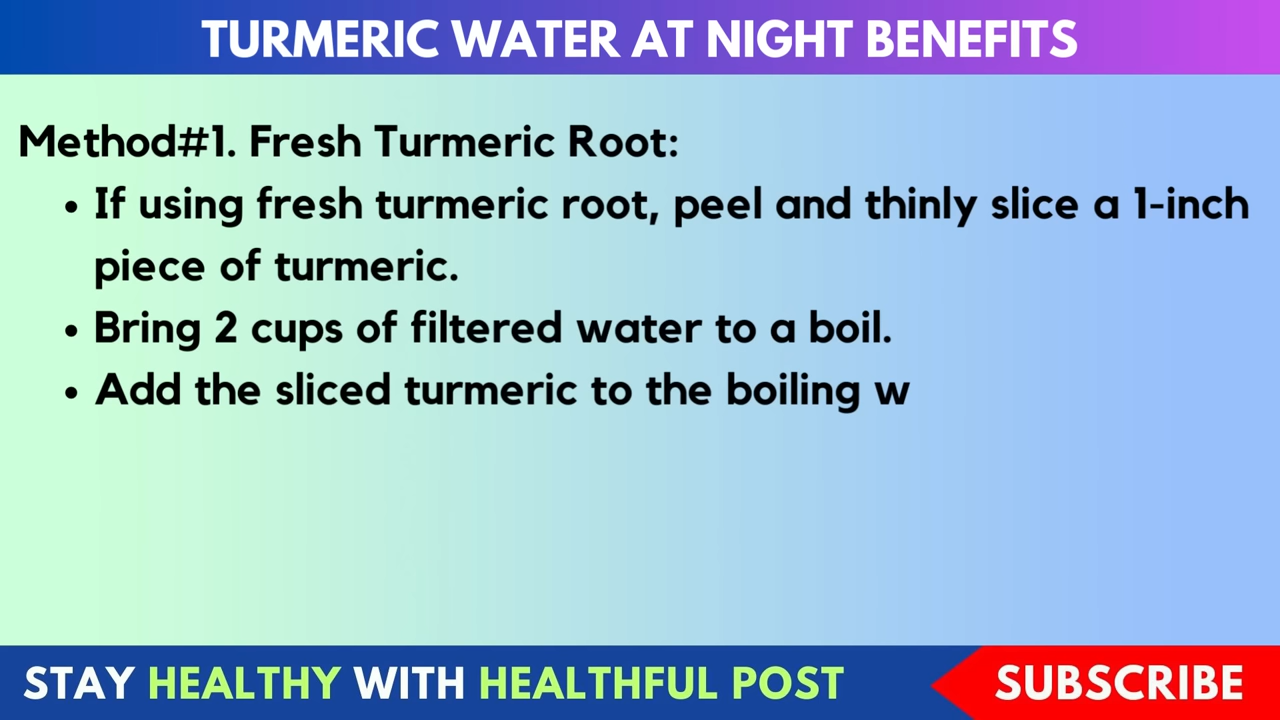 TURMERIC WATER AT NIGHT BENEFITS
Method#1. Fresh Turmeric Root:
• If using fresh turmeric root, peel and thinly slice a 1-inch
piece of turmeric.
• Bring 2 cups of filtered water to a boil.
• Add the sliced turmeric to the boiling w
STAY HEALTHY WITH HEALTHFUL POST
SUBSCRIBE